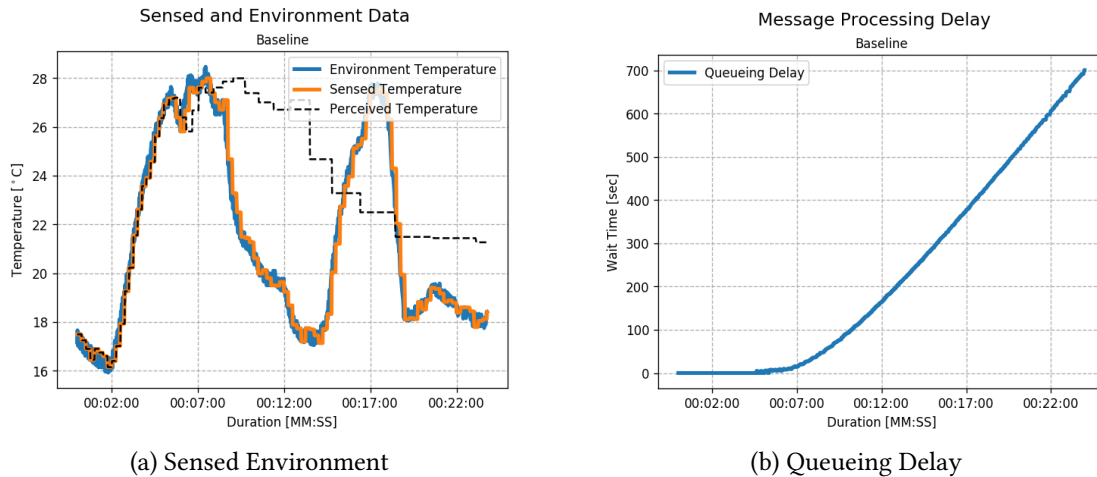 Sensed and Environment Data
Baseline
Environment Temperature
Sensed Temperature
Perceived Temperature
28
26
24
22
20
18
16
Temperature [°C]
00:02:00 00:07:00 00:12:00 00:17:00 00:22:00
Duration [MM:SS]
(a) Sensed Environment
Message Processing Delay
Baseline
Queueing Delay
700
600
500
400
300
200
100
0
Wait Time [sec]
00:02:00 00:07:00 00:12:00 00:17:00 00:22:00
Duration [MM:SS]
(b) Queueing Delay